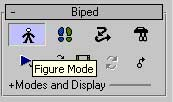 - Biped
Figure Mode
+Modes and Display